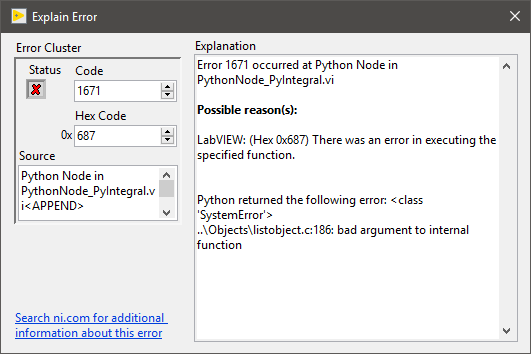 Explain Error
Error Cluster
Status
Code
1671
Hex Code
0x 687
Source
Python Node in
PythonNode_PyIntegral.v
i<APPEND>
Search ni.com for additional
information about this error
Explanation
Error 1671 occurred at Python Node in
PythonNode_PyIntegral.vi
Possible reason(s):
LabVIEW: (Hex 0x687) There was an error in executing the
specified function.
Python returned the following error: <class
'SystemError'>
..\Objects\listobject.c:186: bad argument to internal
function